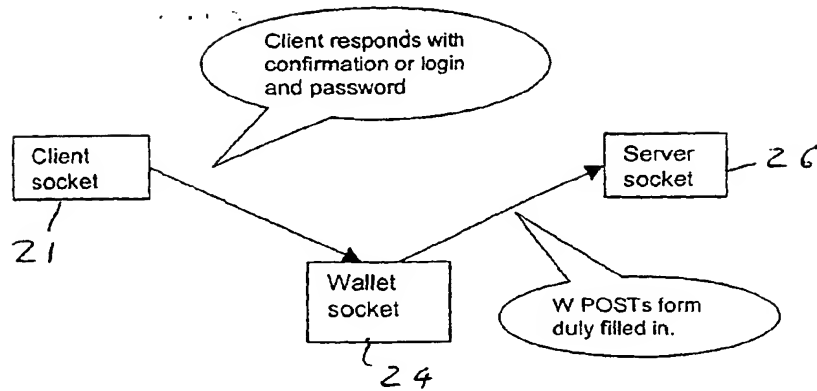 Client responds with
confirmation or login
and password
Client
socket
21
Server
socket
26
Wallet
socket
24
W POSTs form
duly filled in.